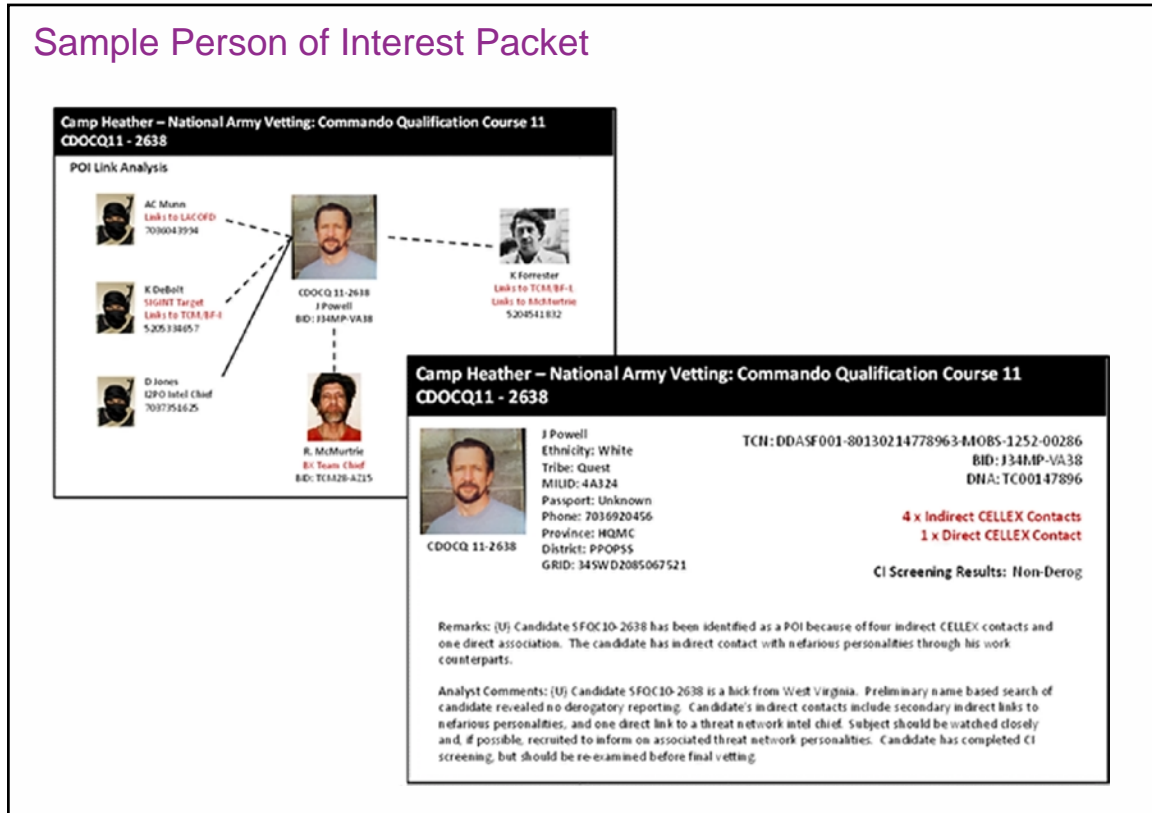 Sample Person of Interest Packet
Camp Heather – National Army Vetting: Commando Qualification Course 11
CDOCQ11 - 2638
POI Link Analysis
AC Munn
Links to LACOFD
7036043994
K DeBolt
SIGINT Target
Links to TCM/BF-I
5205334657
D Jones
I2PO Intel Chief
7037351625
CDOCQ 11-2638
J Powell
BID: J34MP-VA38
R. McMurtrie
BX Team Chief
BID: TCM28-AZ15
K Forrester
Links to TCM/BF-I
Links to McMurtrie
5204541832
Camp Heather – National Army Vetting: Commando Qualification Course 11
CDOCQ11 - 2638
CDOCQ 11-2638
J Powell
Ethnicity: White
Tribe: Quest
MILID: 4A324
Passport: Unknown
Phone: 7036920456
Province: HQMC
District: PPOPSS
GRID: 34SWD2085067521
TCN: DDASF001-80130214778963-MOBS-1252-00286
BID: J34MP-VA38
DNA: TC00147896
4 x Indirect CELLEX Contacts
1 x Direct CELLEX Contact
CI Screening Results: Non-Derog
Remarks: (U) Candidate SFQC10-2638 has been identified as a POI because of four indirect CELLEX contacts and
one direct association. The candidate has indirect contact with nefarious personalities through his work
counterparts.
Analyst Comments: (U) Candidate SFQC10-2638 is a hick from West Virginia. Preliminary name based search of
candidate revealed no derogatory reporting. Candidate's indirect contacts include secondary indirect links to
nefarious personalities, and one direct link to a threat network intel chief. Subject should be watched closely
and, if possible, recruited to inform on associated threat network personalities. Candidate has completed CI
screening, but should be re-examined before final vetting.